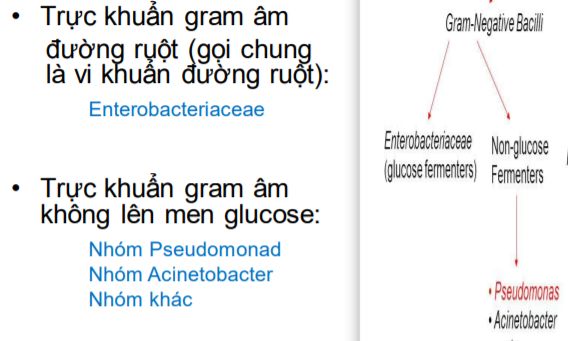 • Trực khuẩn gram âm
đường ruột (gọi chung
là vi khuẩn đường ruột):
Enterobacteriaceae
• Trực khuẩn gram âm
không lên men glucose:
Nhóm Pseudomonad
Nhóm Acinetobacter
Nhóm khác
Gram-Negative Bacilli
Enterobacteriaceae
(glucose fermenters)
Non-glucose
Fermenters
• Pseudomonas
• Acinetobacter